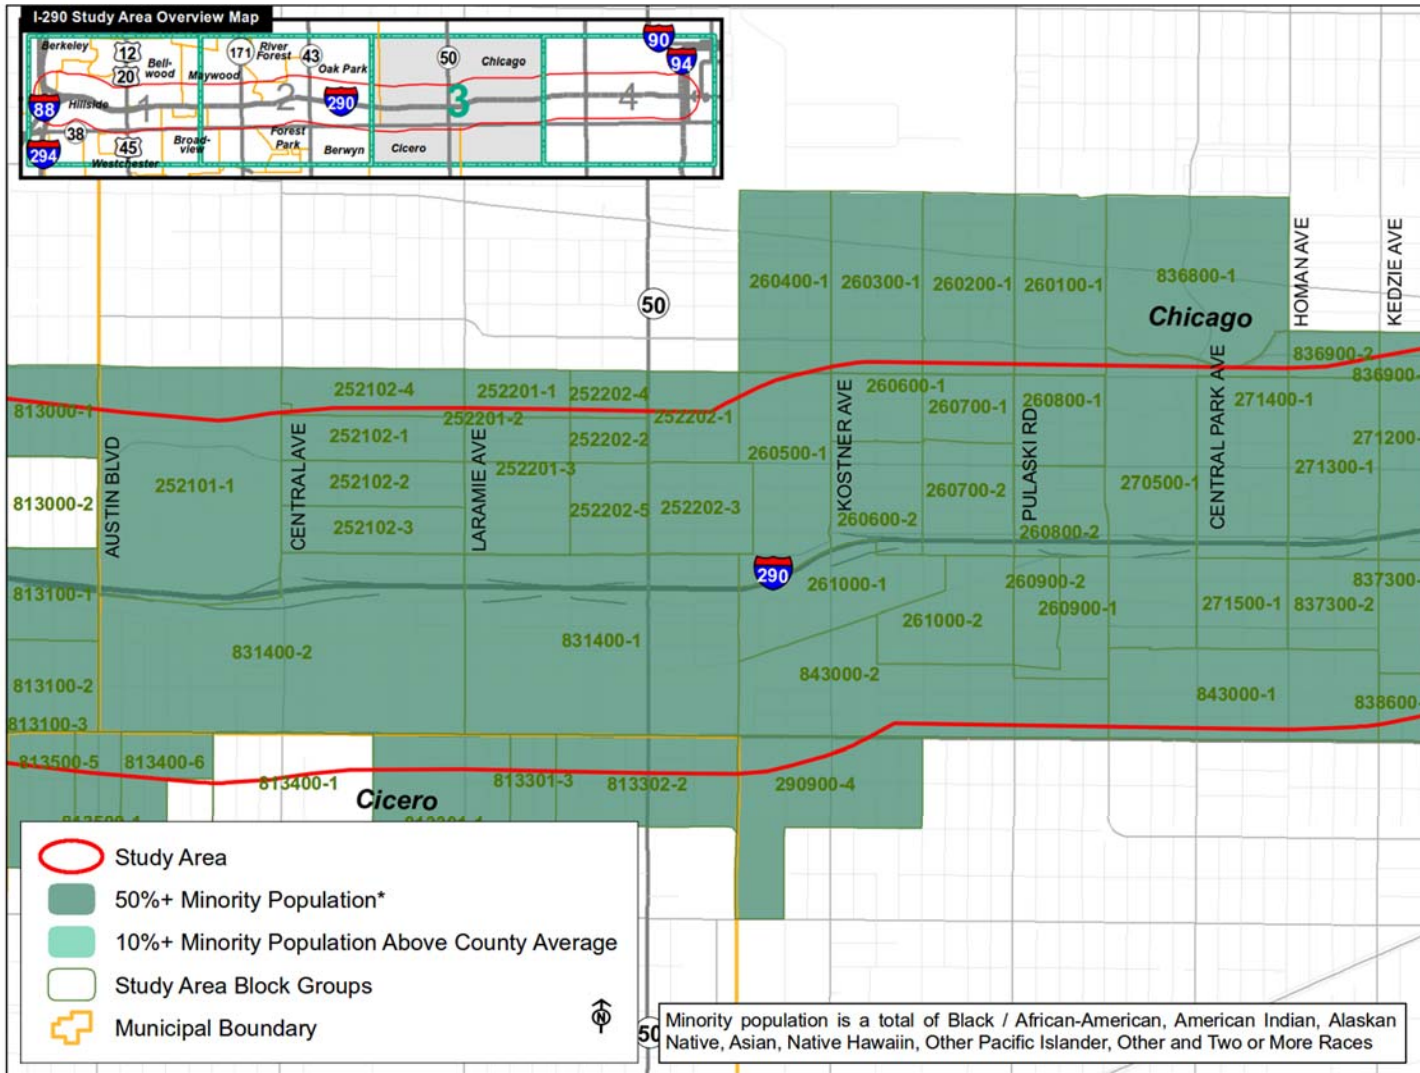 I-290 Study Area Overview Map
Berkeley
12
20
Bell-
wood
Maywood
171
River
Forest
43
Oak Park
50
Chicago
90
94
88
Hillside
1
2
290
3
4
38
294
45
Westchester
Broad-
view
Forest
Park
Berwyn
Cicero
50
260400-1
260300-1
260200-1
260100-1
836800-1
Chicago
HOMAN AVE
KEDZIE AVE
836900-2
836900-
813000-1
252102-4
252201-1
252202-4
252201-2
252202-1
260600-1
260700-1
260800-1
271400-1
252102-1
252202-2
260500-1
271200-
AUSTIN BLVD
CENTRAL AVE
LARAMIE AVE
KOSTNER AVE
PULASKI RD
CENTRAL PARK AVE
813000-2
252101-1
252102-2
252201-3
252202-5
252202-3
260700-2
270500-1
271300-1
252102-3
260600-2
260800-2
290
813100-1
261000-1
260900-2
837300-
260900-1
271500-1
837300-2
261000-2
831400-2
831400-1
813100-2
843000-2
843000-1
838600-
813100-3
813500-5
813400-6
813400-1
813301-3
813302-2
290900-4
Cicero
Study Area
50%+ Minority Population*
10%+ Minority Population Above County Average
Study Area Block Groups
Municipal Boundary
N
50
Minority population is a total of Black / African-American, American Indian, Alaskan
Native, Asian, Native Hawaiin, Other Pacific Islander, Other and Two or More Races